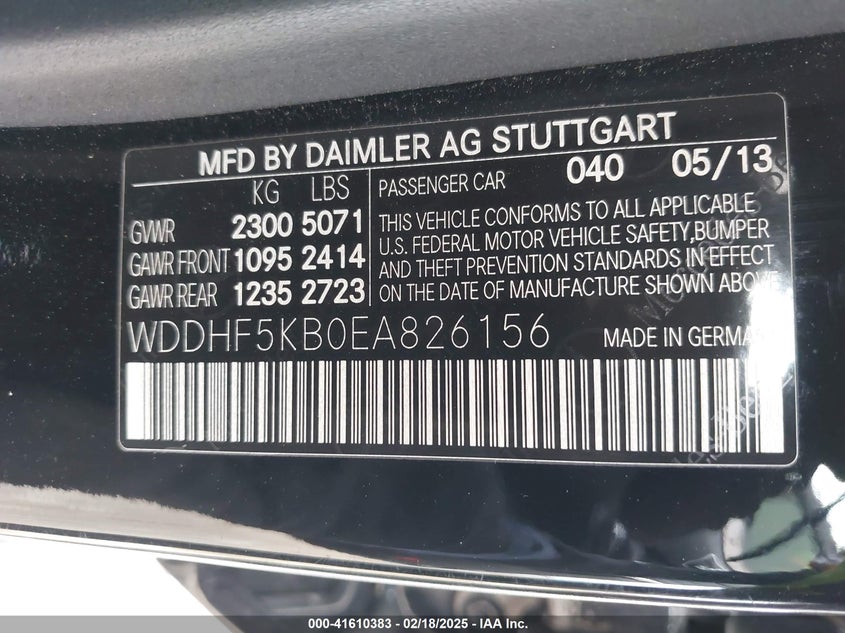 MFD BY DAIMLER AG STUTTGART
KG LBS
GVWR 2300 5071
GAWR FRONT 1095 2414
GAWR REAR 1235 2723
PASSENGER CAR 040 05/13
THIS VEHICLE CONFORMS TO ALL APPLICABLE
U.S. FEDERAL MOTOR VEHICLE SAFETY,BUMPER
AND THEFT PREVENTION STANDARDS IN EFFECT
ON THE DATE OF MANUFACTURE SHOWN ABOVE
WDDHF5KB0EA826156 MADE IN GERMANY
000-41610383 - 02/18/2025 - IAA Inc.